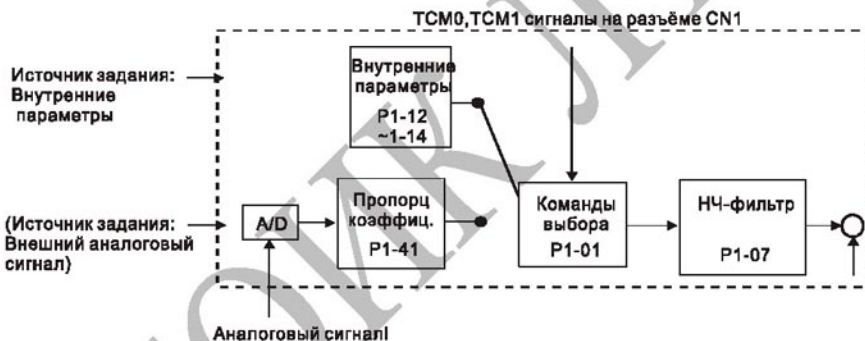 TCM0,TCM1 сигналы на разъёме CN1
Источник задания:
Внутренние
параметры
Внутренние
параметры
P1-12
~1-14
(Источник задания:
Внешний аналоговый
сигнал)
A/D
Пропорц
коэффиц.
P1-41
Команды
выбора
P1-01
НЧ-фильтр
P1-07
Аналоговый сигналl